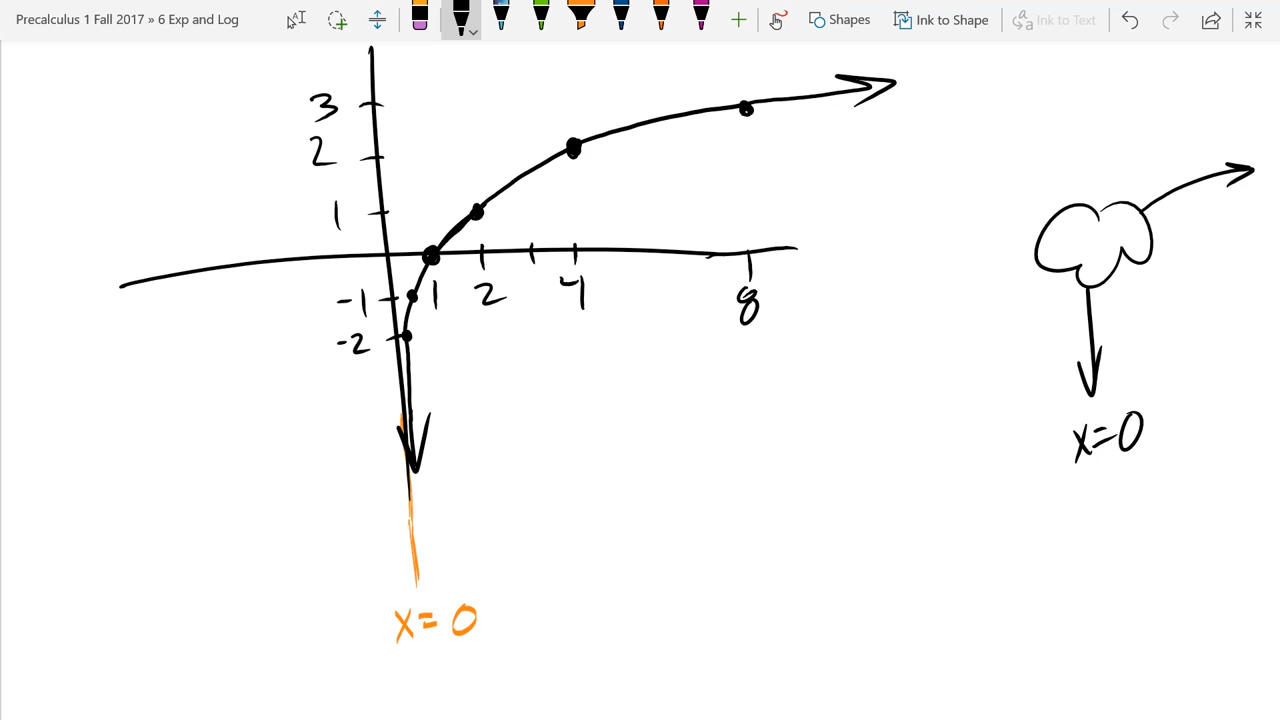 Precalculus 1 Fall 2017 » 6 Exp and Log
Shapes
Ink to Shape
Ink to Text
3
2
1
-1
-2
1 2 4 8
x=0
x=0